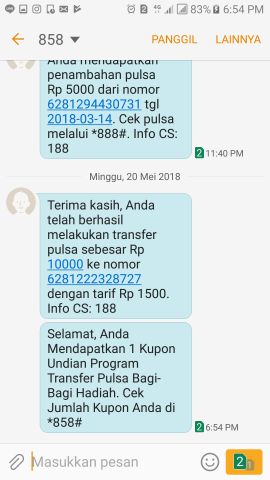 83% 6:54 PM
858
PANGGIL
LAINNYA
Anda mendapatkan
penambahan pulsa
Rp 5000 dari nomor
6281294430731 tgl
2018-03-14. Cek pulsa
melalui *888#. Info CS:
188
2 11:40 PM
Minggu, 20 Mei 2018
Terima kasih, Anda
telah berhasil
melakukan transfer
pulsa sebesar Rp
10000 ke nomor
6281222328727
dengan tarif Rp 1500.
Info CS: 188
Selamat, Anda
Mendapatkan 1 Kupon
Undian Program
Transfer Pulsa Bagi-
Bagi Hadiah. Cek
Jumlah Kupon Anda di
*858#
2 6:54 PM
Masukkan pesan
2